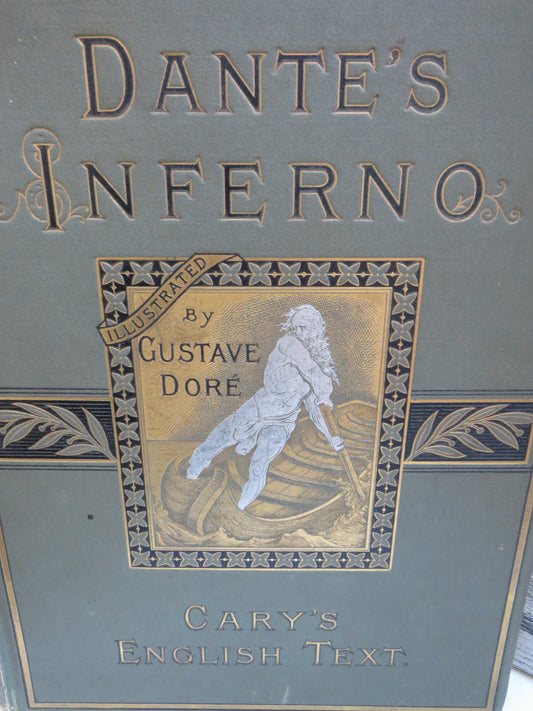 DANTE'S
INFERNO
ILLUSTRATED
By
GUSTAVE
DORÉ
CARY'S
ENGLISH TEXT.